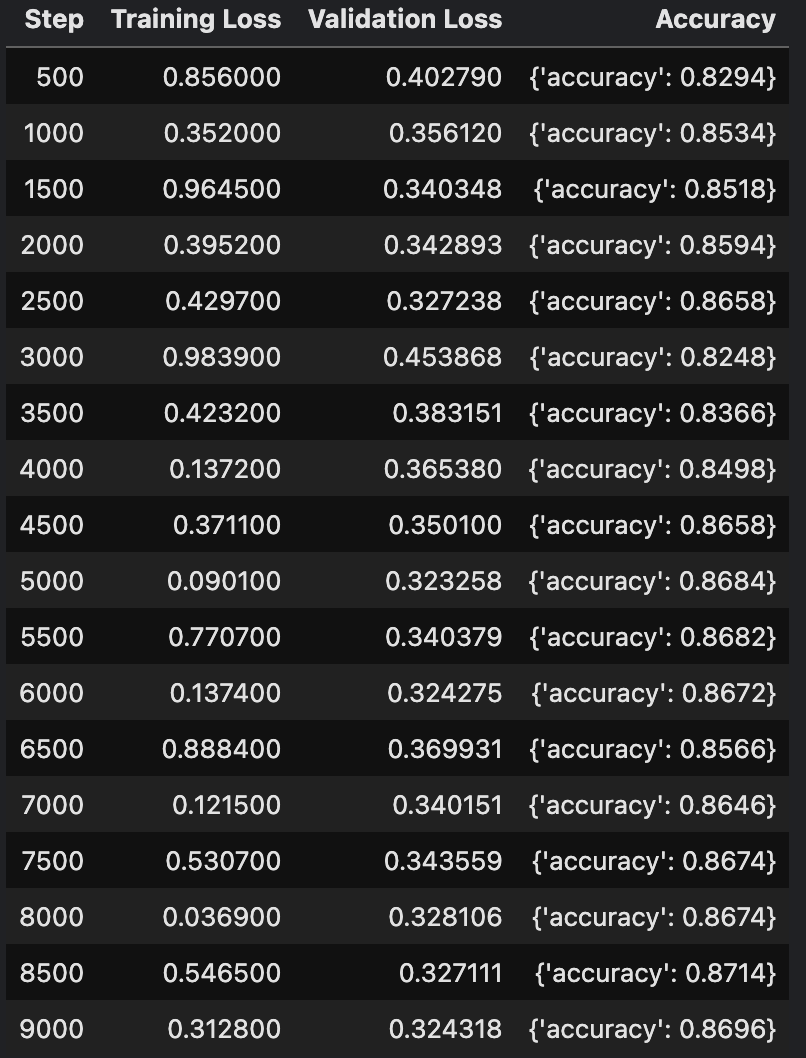 Step Training Loss Validation Loss Accuracy
500 0.856000 0.402790 {'accuracy': 0.8294}
1000 0.352000 0.356120 {'accuracy': 0.8534}
1500 0.964500 0.340348 {'accuracy': 0.8518}
2000 0.395200 0.342893 {'accuracy': 0.8594}
2500 0.429700 0.327238 {'accuracy': 0.8658}
3000 0.983900 0.453868 {'accuracy': 0.8248}
3500 0.423200 0.383151 {'accuracy': 0.8366}
4000 0.137200 0.365380 {'accuracy': 0.8498}
4500 0.371100 0.350100 {'accuracy': 0.8658}
5000 0.090100 0.323258 {'accuracy': 0.8684}
5500 0.770700 0.340379 {'accuracy': 0.8682}
6000 0.137400 0.324275 {'accuracy': 0.8672}
6500 0.888400 0.369931 {'accuracy': 0.8566}
7000 0.121500 0.340151 {'accuracy': 0.8646}
7500 0.530700 0.343559 {'accuracy': 0.8674}
8000 0.036900 0.328106 {'accuracy': 0.8674}
8500 0.546500 0.327111 {'accuracy': 0.8714}
9000 0.312800 0.324318 {'accuracy': 0.8696}